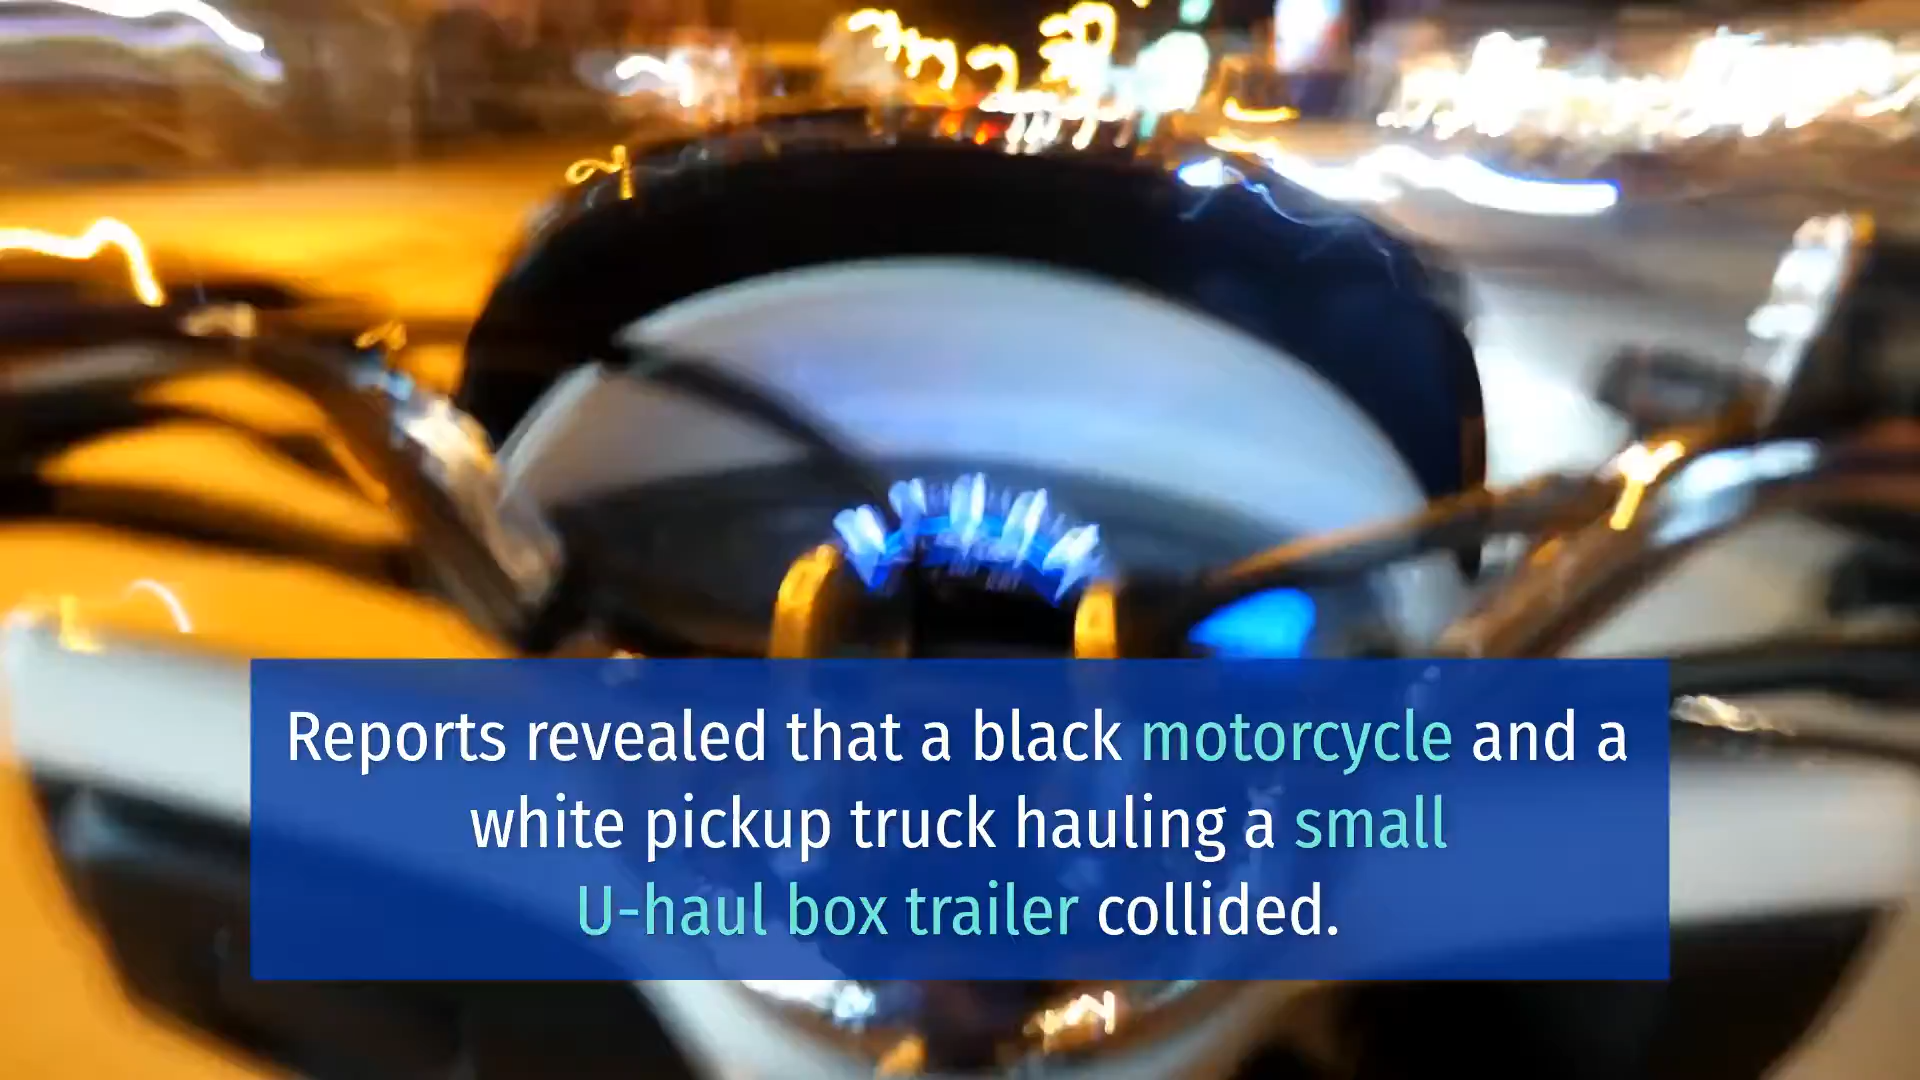 Reports revealed that a black motorcycle and a
white pickup truck hauling a small
U-haul box trailer collided.